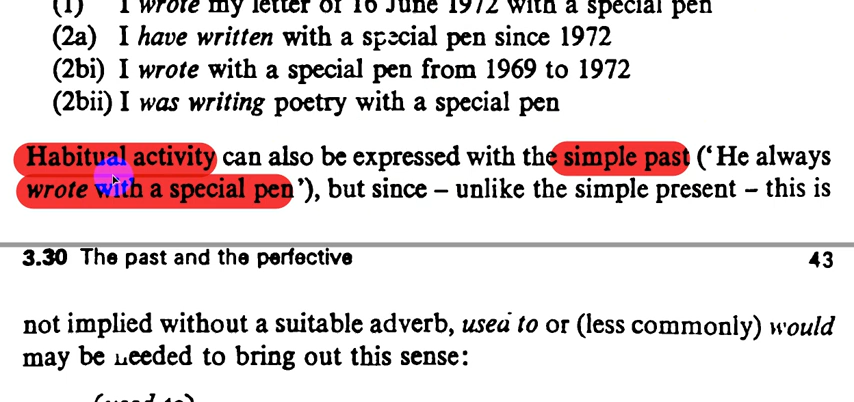 (1) I wrote my letter of 16 June 1972 with a special pen
(2a) I have written with a special pen since 1972
(2bi) I wrote with a special pen from 1969 to 1972
(2bii) I was writing poetry with a special pen
Habitual activity can also be expressed with the simple past (‘He always
wrote with a special pen’), but since – unlike the simple present – this is
3.30 The past and the perfective 43
not implied without a suitable adverb, used to or (less commonly) would
may be needed to bring out this sense:
(used to)